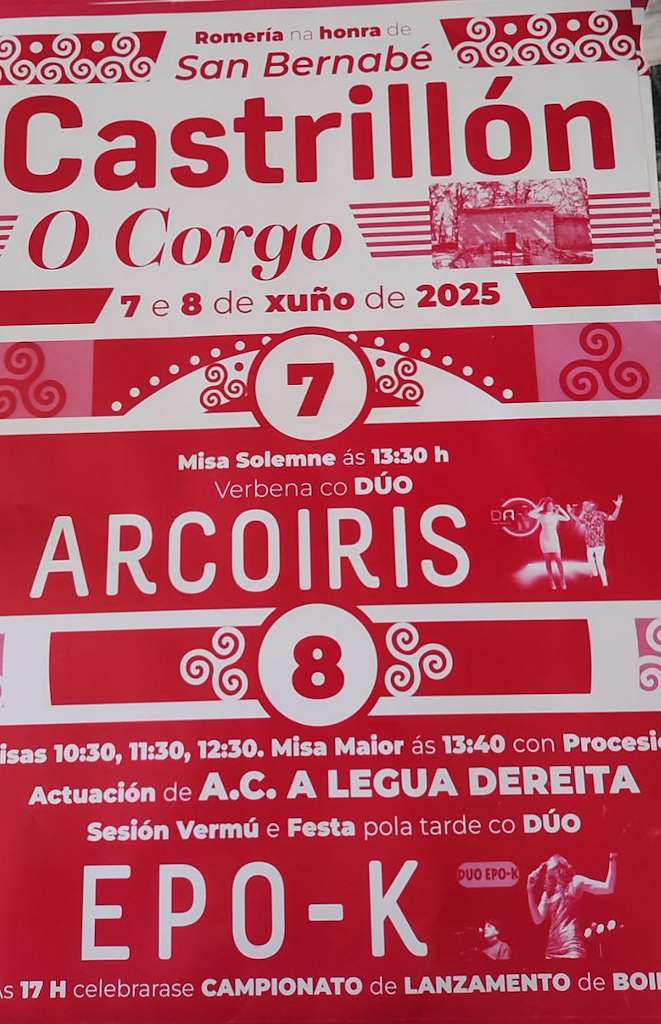 Romería na honra de
San Bernabé
Castrillón
O Corgo
7 e 8 de xuño de 2025
7
Misa Solemne ás 13:30 h
Verbena co DÚO
ARCOIRIS
DA
8
isas 10:30, 11:30, 12:30. Misa Maior ás 13:40 con Procesió
Actuación de A.C. A LEGUA DEREITA
Sesión Vermú e Festa pola tarde co DÚO
EPO-K
DUO EPO-K
Ás 17 H celebrarase CAMPIONATO de LANZAMENTO de BOI